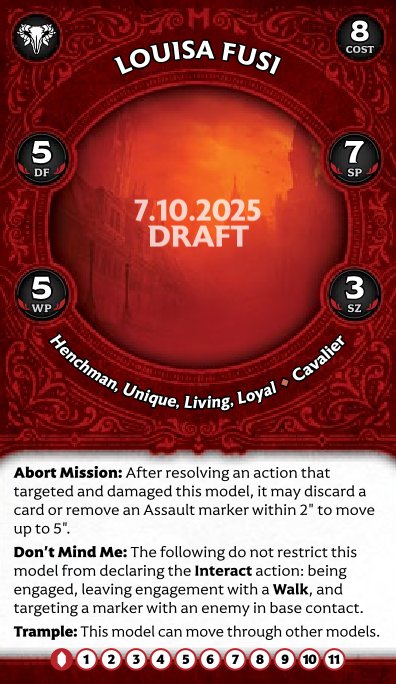 8
COST
LOUISA FUSI
5
DF
7
SP
7.10.2025
DRAFT
5
WP
3
SZ
Henchman, Unique, Living, Loyal ♦ Cavalier
Abort Mission: After resolving an action that
targeted and damaged this model, it may discard a
card or remove an Assault marker within 2" to move
up to 5".
Don't Mind Me: The following do not restrict this
model from declaring the Interact action: being
engaged, leaving engagement with a Walk, and
targeting a marker with an enemy in base contact.
Trample: This model can move through other models.
1 2 3 4 5 6 7 8 9 10 11